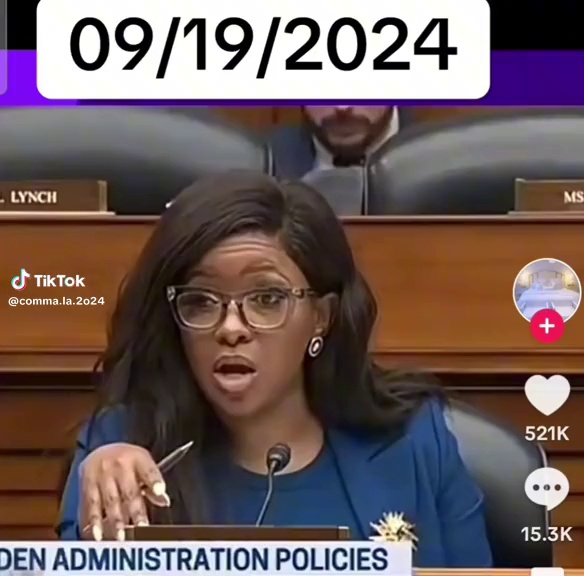 09/19/2024
. LYNCH
MS
TikTok
@comma.la.2o24
521K
15.3K
DEN ADMINISTRATION POLICIES